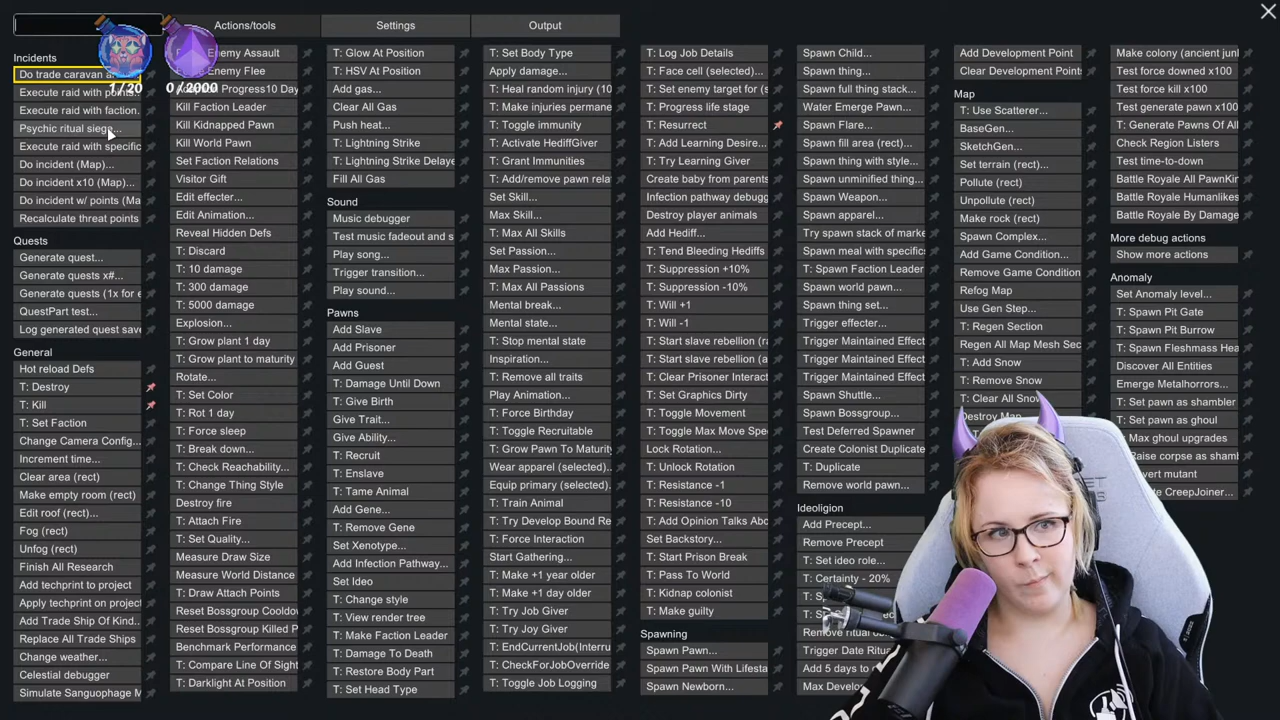 Actions/tools
Settings
Output
1/20
0/2000
Incidents
Do trade caravan a
Execute raid with points...
Execute raid with faction.
Psychic ritual siege...
Execute raid with specific
Do incident (Map)...
Do incident x10 (Map)...
Do incident w/ points (Ma
Recalculate threat points
Quests
Generate quest...
Generate quests x#...
Generate quests (1x for e
QuestPart test...
Log generated quest save
General
Hot reload Defs
T: Destroy
T: Kill
T: Set Faction
Change Camera Config...
Increment time...
Clear area (rect)
Make empty room (rect)
Edit roof (rect)...
Fog (rect)
Unfog (rect)
Finish All Research
Add techprint to project
Apply techprint on project
Add Trade Ship Of Kind..
Replace All Trade Ships
Change weather...
Celestial debugger
Simulate Sanguophage M
Enemy Assault
Enemy Flee
Progress10 Day
Kill Faction Leader
Kill Kidnapped Pawn
Kill World Pawn
Set Faction Relations
Visitor Gift
Edit effecter...
Edit Animation...
Reveal Hidden Defs
T: Discard
T: 10 damage
T: 300 damage
T: 5000 damage
Explosion...
T: Grow plant 1 day
T: Grow plant to maturity
Rotate...
T: Set Color
T: Rot 1 day
T: Force sleep
T: Break down...
T: Check Reachability...
T: Change Thing Style
Destroy fire
T: Attach Fire
T: Set Quality...
Measure Draw Size
Measure World Distance
T: Draw Attach Points
Reset Bossgroup Cooldov
Reset Bossgroup Killed P
Benchmark Performance
T: Compare Line Of Sight
T: Darklight At Position
T: Glow At Position
T: HSV At Position
Add gas...
Clear All Gas
Push heat...
T: Lightning Strike
T: Lightning Strike Delaye
Fill All Gas
Sound
Music debugger
Test music fadeout and s
Play song...
Trigger transition...
Play sound...
Pawns
Add Slave
Add Prisoner
Add Guest
T: Damage Until Down
T: Give Birth
Give Trait...
Give Ability...
T: Recruit
T: Enslave
T: Tame Animal
Add Gene...
T: Remove Gene
Set Xenotype...
Add Infection Pathway...
Set Ideo
T: Change style
T: View render tree
T: Make Faction Leader
T: Damage To Death
T: Restore Body Part
T: Set Head Type
T: Set Body Type
Apply damage...
T: Heal random injury (10
T: Make injuries permane
T: Toggle immunity
T: Activate HediffGiver
T: Grant Immunities
T: Add/remove pawn rela
Set Skill...
Max Skill...
T: Max All Skills
Set Passion...
Max Passion...
T: Max All Passions
Mental break...
Mental state...
T: Stop mental state
Inspiration...
T: Remove all traits
Play Animation...
T: Force Birthday
T: Toggle Recruitable
T: Grow Pawn To Maturity
Wear apparel (selected)...
Equip primary (selected)...
T: Train Animal
T: Try Develop Bound Re
T: Force Interaction
Start Gathering...
T: Make +1 year older
T: Make +1 day older
T: Try Job Giver
T: Try Joy Giver
T: EndCurrentJob(Interru
T: CheckForJobOverride
T: Toggle Job Logging
T: Log Job Details
T: Face cell (selected)...
T: Set enemy target for (s
T: Progress life stage
T: Resurrect
T: Add Learning Desire...
T: Try Learning Giver
Create baby from parents
Infection pathway debugg
Destroy player animals
Add Hediff...
T: Tend Bleeding Hediffs
T: Suppression +10%
T: Suppression -10%
T: Will +1
T: Will -1
T: Start slave rebellion (ra
T: Start slave rebellion (a
T: Clear Prisoner Interact
T: Set Graphics Dirty
T: Toggle Movement
T: Toggle Max Move Spe
Lock Rotation...
T: Unlock Rotation
T: Resistance -1
T: Resistance -10
T: Add Opinion Talks Abo
Set Backstory...
T: Start Prison Break
T: Pass To World
T: Kidnap colonist
T: Make guilty
Spawning
Spawn Pawn...
Spawn Pawn With Lifesta
Spawn Newborn...
Spawn Child...
Spawn thing...
Spawn full thing stack...
Water Emerge Pawn...
Spawn Flare...
Spawn fill area (rect)...
Spawn thing with style...
Spawn unminified thing...
Spawn Weapon...
Spawn apparel...
Try spawn stack of marke
Spawn meal with specific
T: Spawn Faction Leader
Spawn world pawn...
Spawn thing set...
Trigger effecter...
Trigger Maintained Effect
Trigger Maintained Effect
Trigger Maintained Effect
Spawn Shuttle...
Spawn Bossgroup...
Test Deferred Spawner
Create Colonist Duplicate
T: Duplicate
Remove world pawn...
Ideoligion
Add Precept...
Remove Precept
T: Set ideo role...
T: Certainty - 20%
Remove ritual
Trigger Date Ritua
Add 5 days to
Max Develo
Add Development Point
Clear Development Points
Map
T: Use Scatterer...
BaseGen...
SketchGen...
Set terrain (rect)...
Pollute (rect)
Unpollute (rect)
Make rock (rect)
Spawn Complex...
Add Game Condition...
Remove Game Condition
Refog Map
Use Gen Step...
T: Regen Section
Regen All Map Mesh Sec
T: Add Snow
T: Remove Snow
T: Clear All Snow
Destroy Map
Make colony (ancient junl
Test force downed x100
Test force kill x100
Test generate pawn x100
T: Generate Pawns Of All
Check Region Listers
Test time-to-down
Battle Royale All PawnKin
Battle Royale Humanlikes
Battle Royale By Damage
More debug actions
Show more actions
Anomaly
Set Anomaly level...
T: Spawn Pit Gate
T: Spawn Pit Burrow
T: Spawn Fleshmass Hea
Discover All Entities
Emerge Metalhorrors...
T: Set pawn as shambler
T: Set pawn as ghoul
Max ghoul upgrades
Raise corpse as shamb
vert mutant
te CreepJoiner...